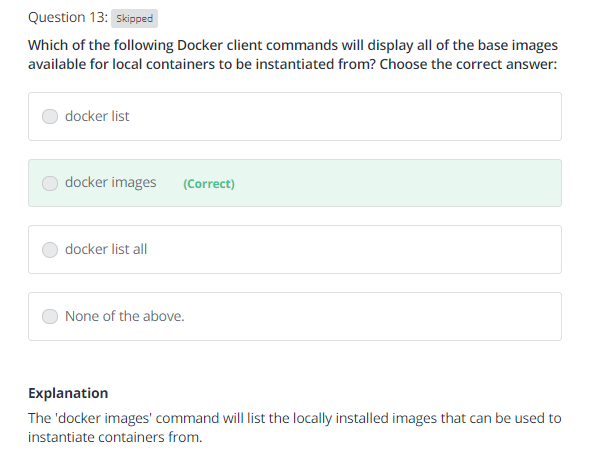 Question 13: Skipped
Which of the following Docker client commands will display all of the base images
available for local containers to be instantiated from? Choose the correct answer:
docker list
docker images (Correct)
docker list all
None of the above.
Explanation
The 'docker images' command will list the locally installed images that can be used to
instantiate containers from.